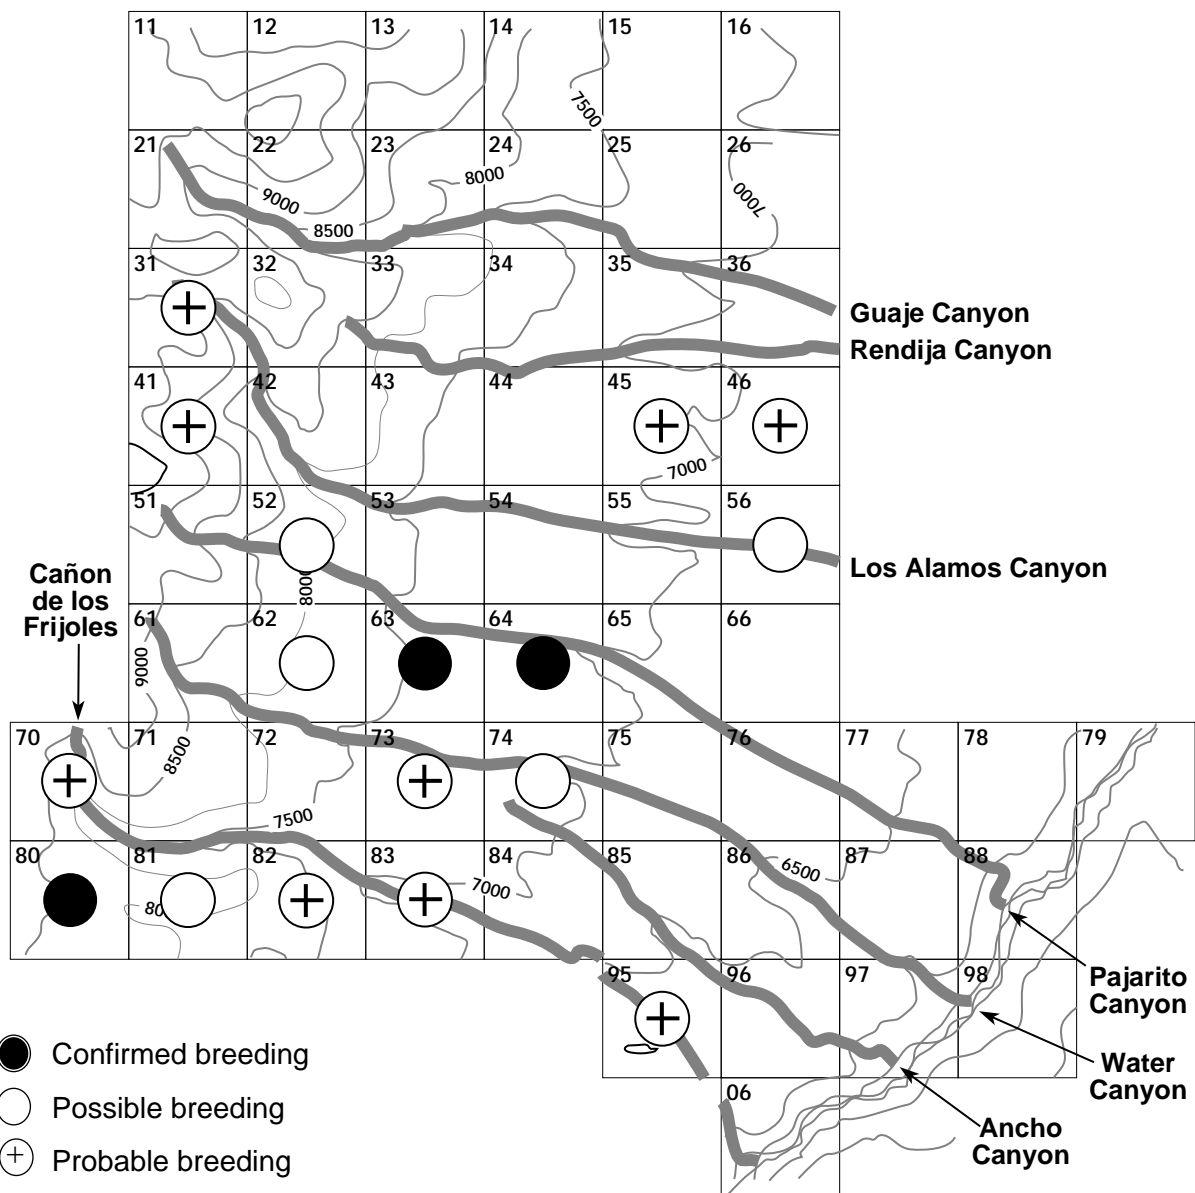 11 12 13 14 15 16
7500
21 22 23 24 25 26
8000
9000
7000
8500
31 32 33 34 35 36
Guaje Canyon
Rendija Canyon
41 42 43 44 45 46
7000
51 52 53 54 55 56
Los Alamos Canyon
Cañon
de los
Frijoles
8000
61 62 63 64 65 66
9000
70 71 72 73 74 75 76 77 78 79
8500
7500
80 81 82 83 84 85 86 87 88
6500
7000
80
95 96 97 98
Pajarito
Canyon
Water
Canyon
06
Ancho
Canyon
Confirmed breeding
Possible breeding
Probable breeding